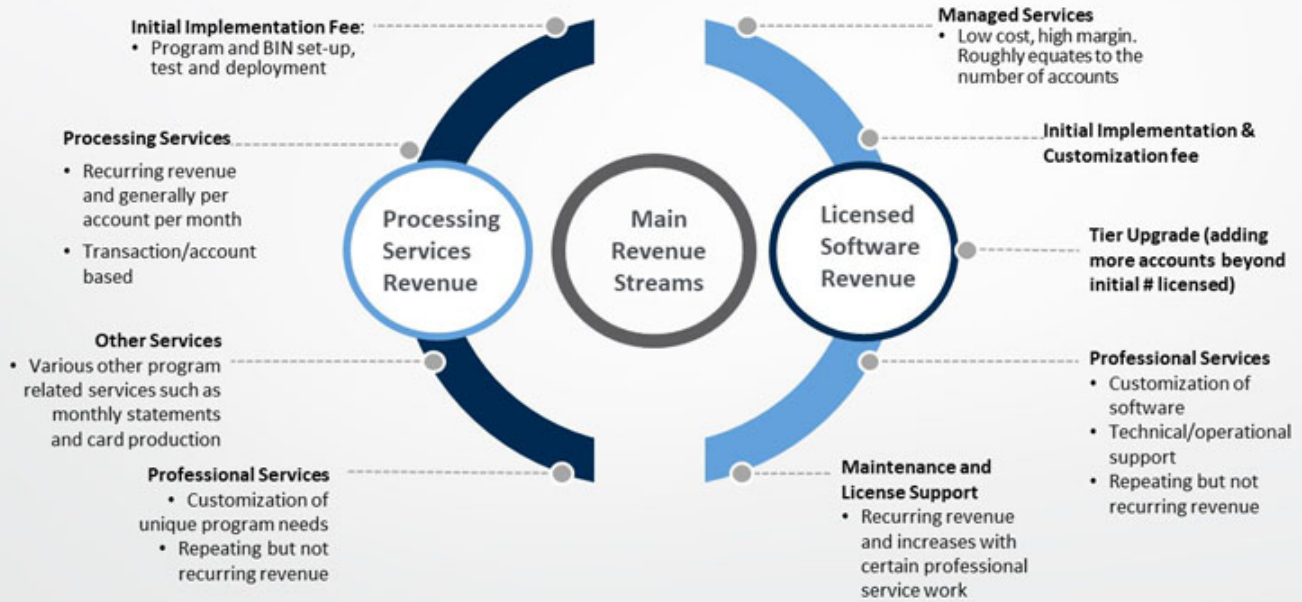 Initial Implementation Fee:
• Program and BIN set-up,
test and deployment
Processing Services
• Recurring revenue
and generally per
account per month
• Transaction/account
based
Other Services
• Various other program
related services such as
monthly statements
and card production
Professional Services
• Customization of
unique program needs
• Repeating but not
recurring revenue
Processing
Services
Revenue
Main
Revenue
Streams
Licensed
Software
Revenue
Managed Services
• Low cost, high margin.
Roughly equates to the
number of accounts
Initial Implementation &
Customization fee
Tier Upgrade (adding
more accounts beyond
initial # licensed)
Professional Services
• Customization of
software
• Technical/operational
support
• Repeating but not
recurring revenue
Maintenance and
License Support
• Recurring revenue
and increases with
certain professional
service work